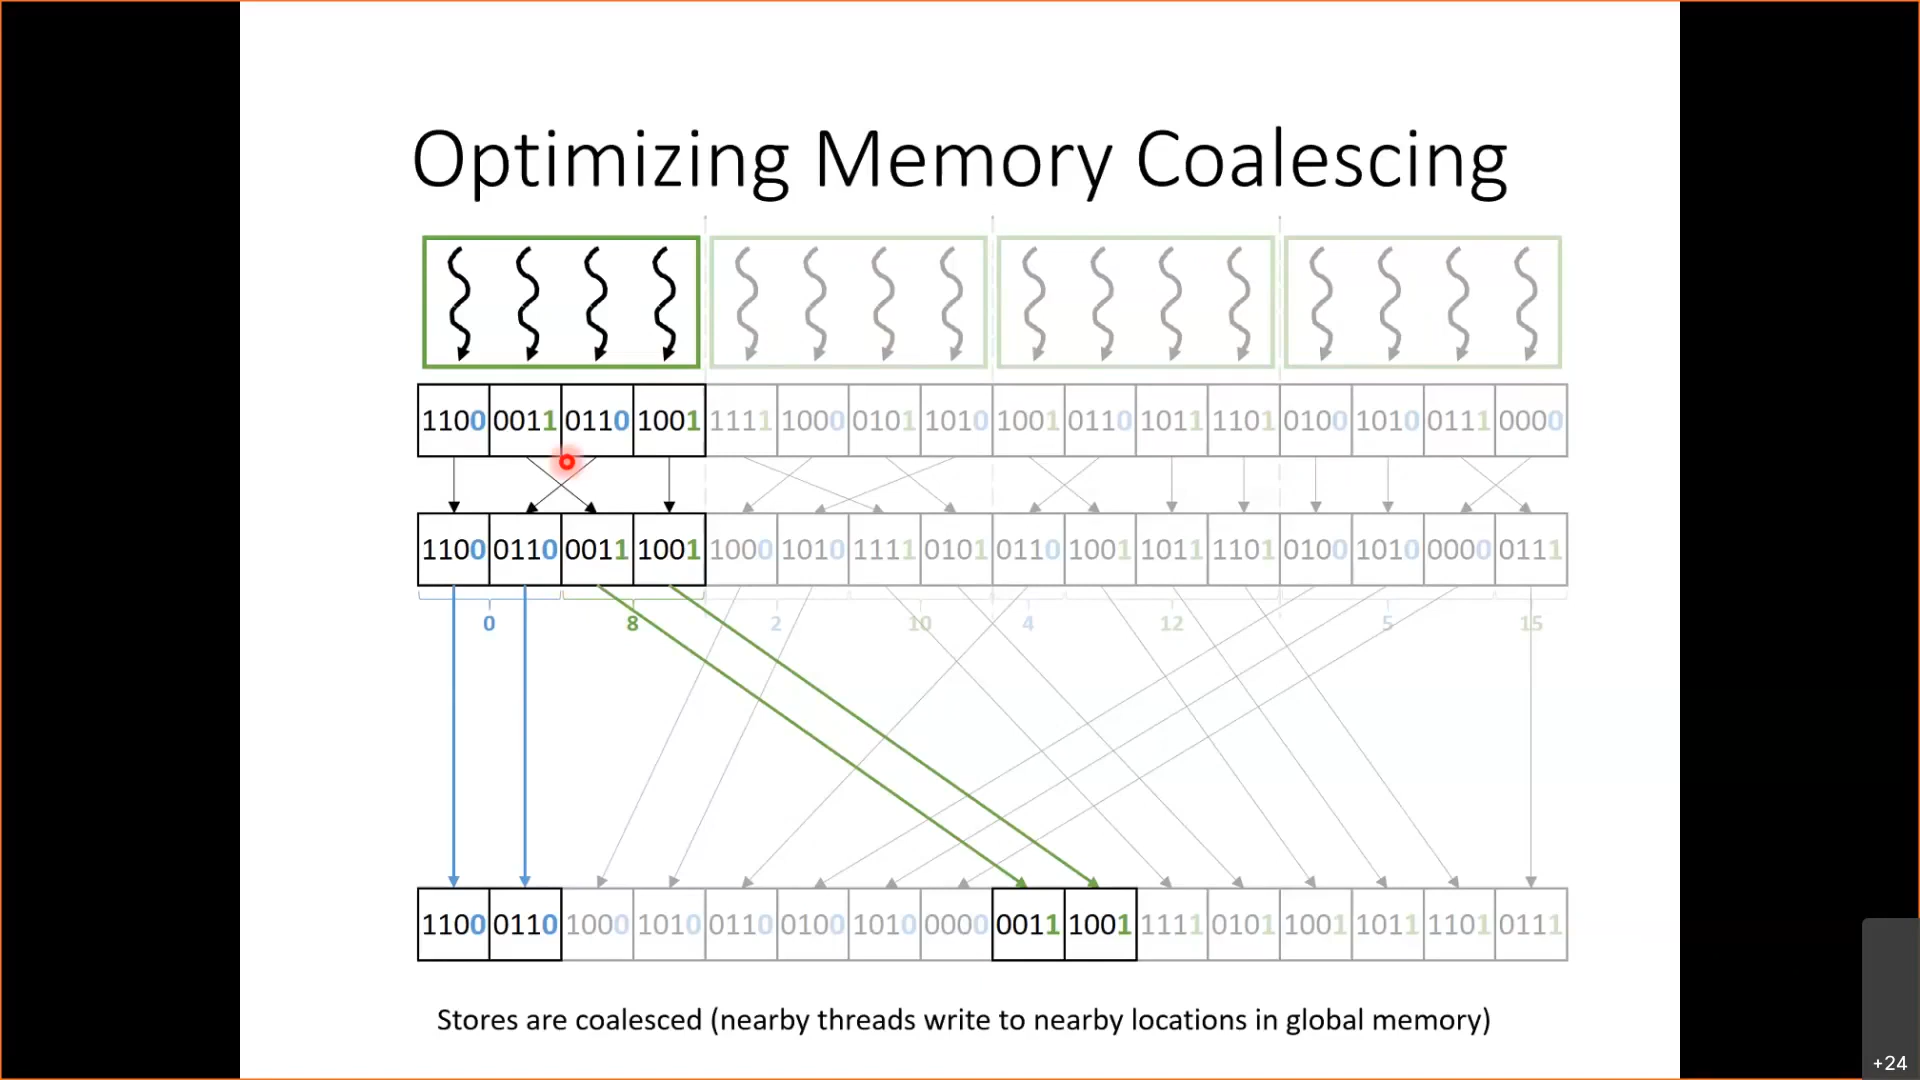 Optimizing Memory Coalescing
1100 0011 0110 1001 1111 1000 0101 1010 1001 0110 1011 1101 0100 1010 0111 0000
1100 0110 0011 1001 1000 1010 1111 0101 0110 1001 1011 1101 0100 1010 0000 0111
0 8 2 10 4 12 5 15
1100 0110 1000 1010 0110 0100 1010 0000 0011 1001 1111 0101 1001 1011 1101 0111
Stores are coalesced (nearby threads write to nearby locations in global memory)
+24